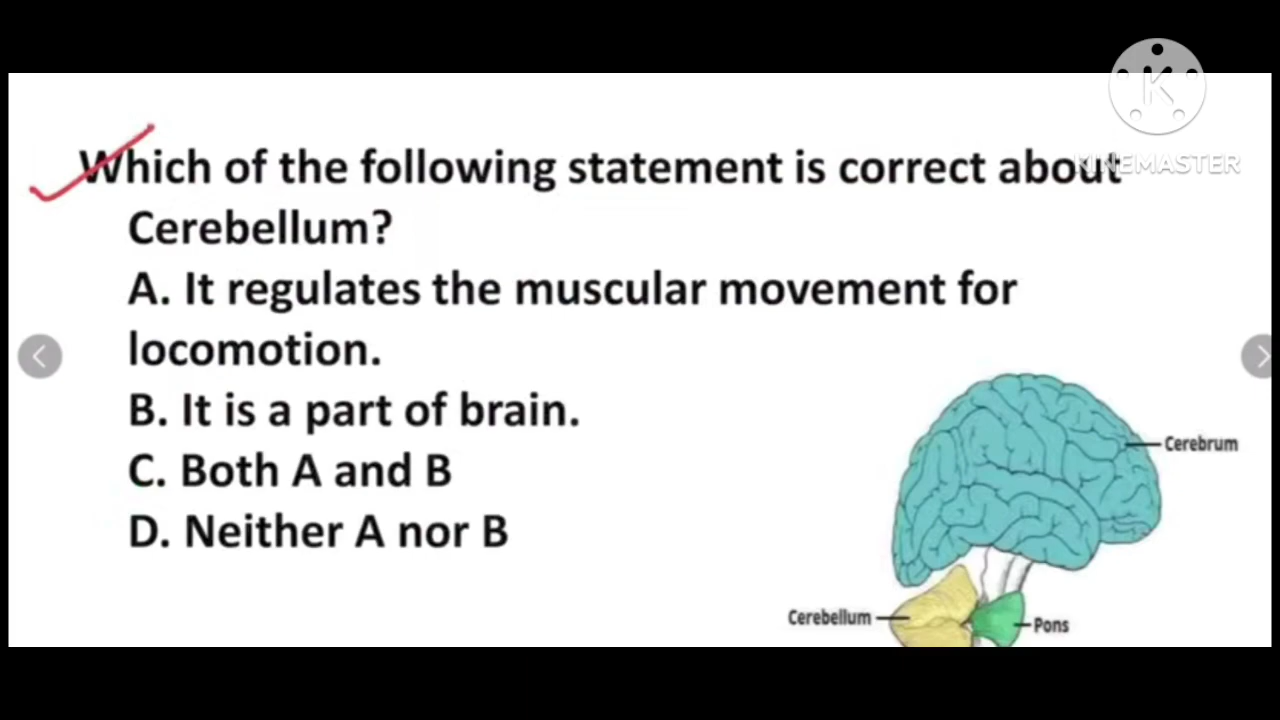 KINEMASTER
Which of the following statement is correct about
Cerebellum?
A. It regulates the muscular movement for
locomotion.
B. It is a part of brain.
C. Both A and B
D. Neither A nor B
Cerebrum
Cerebellum
Pons